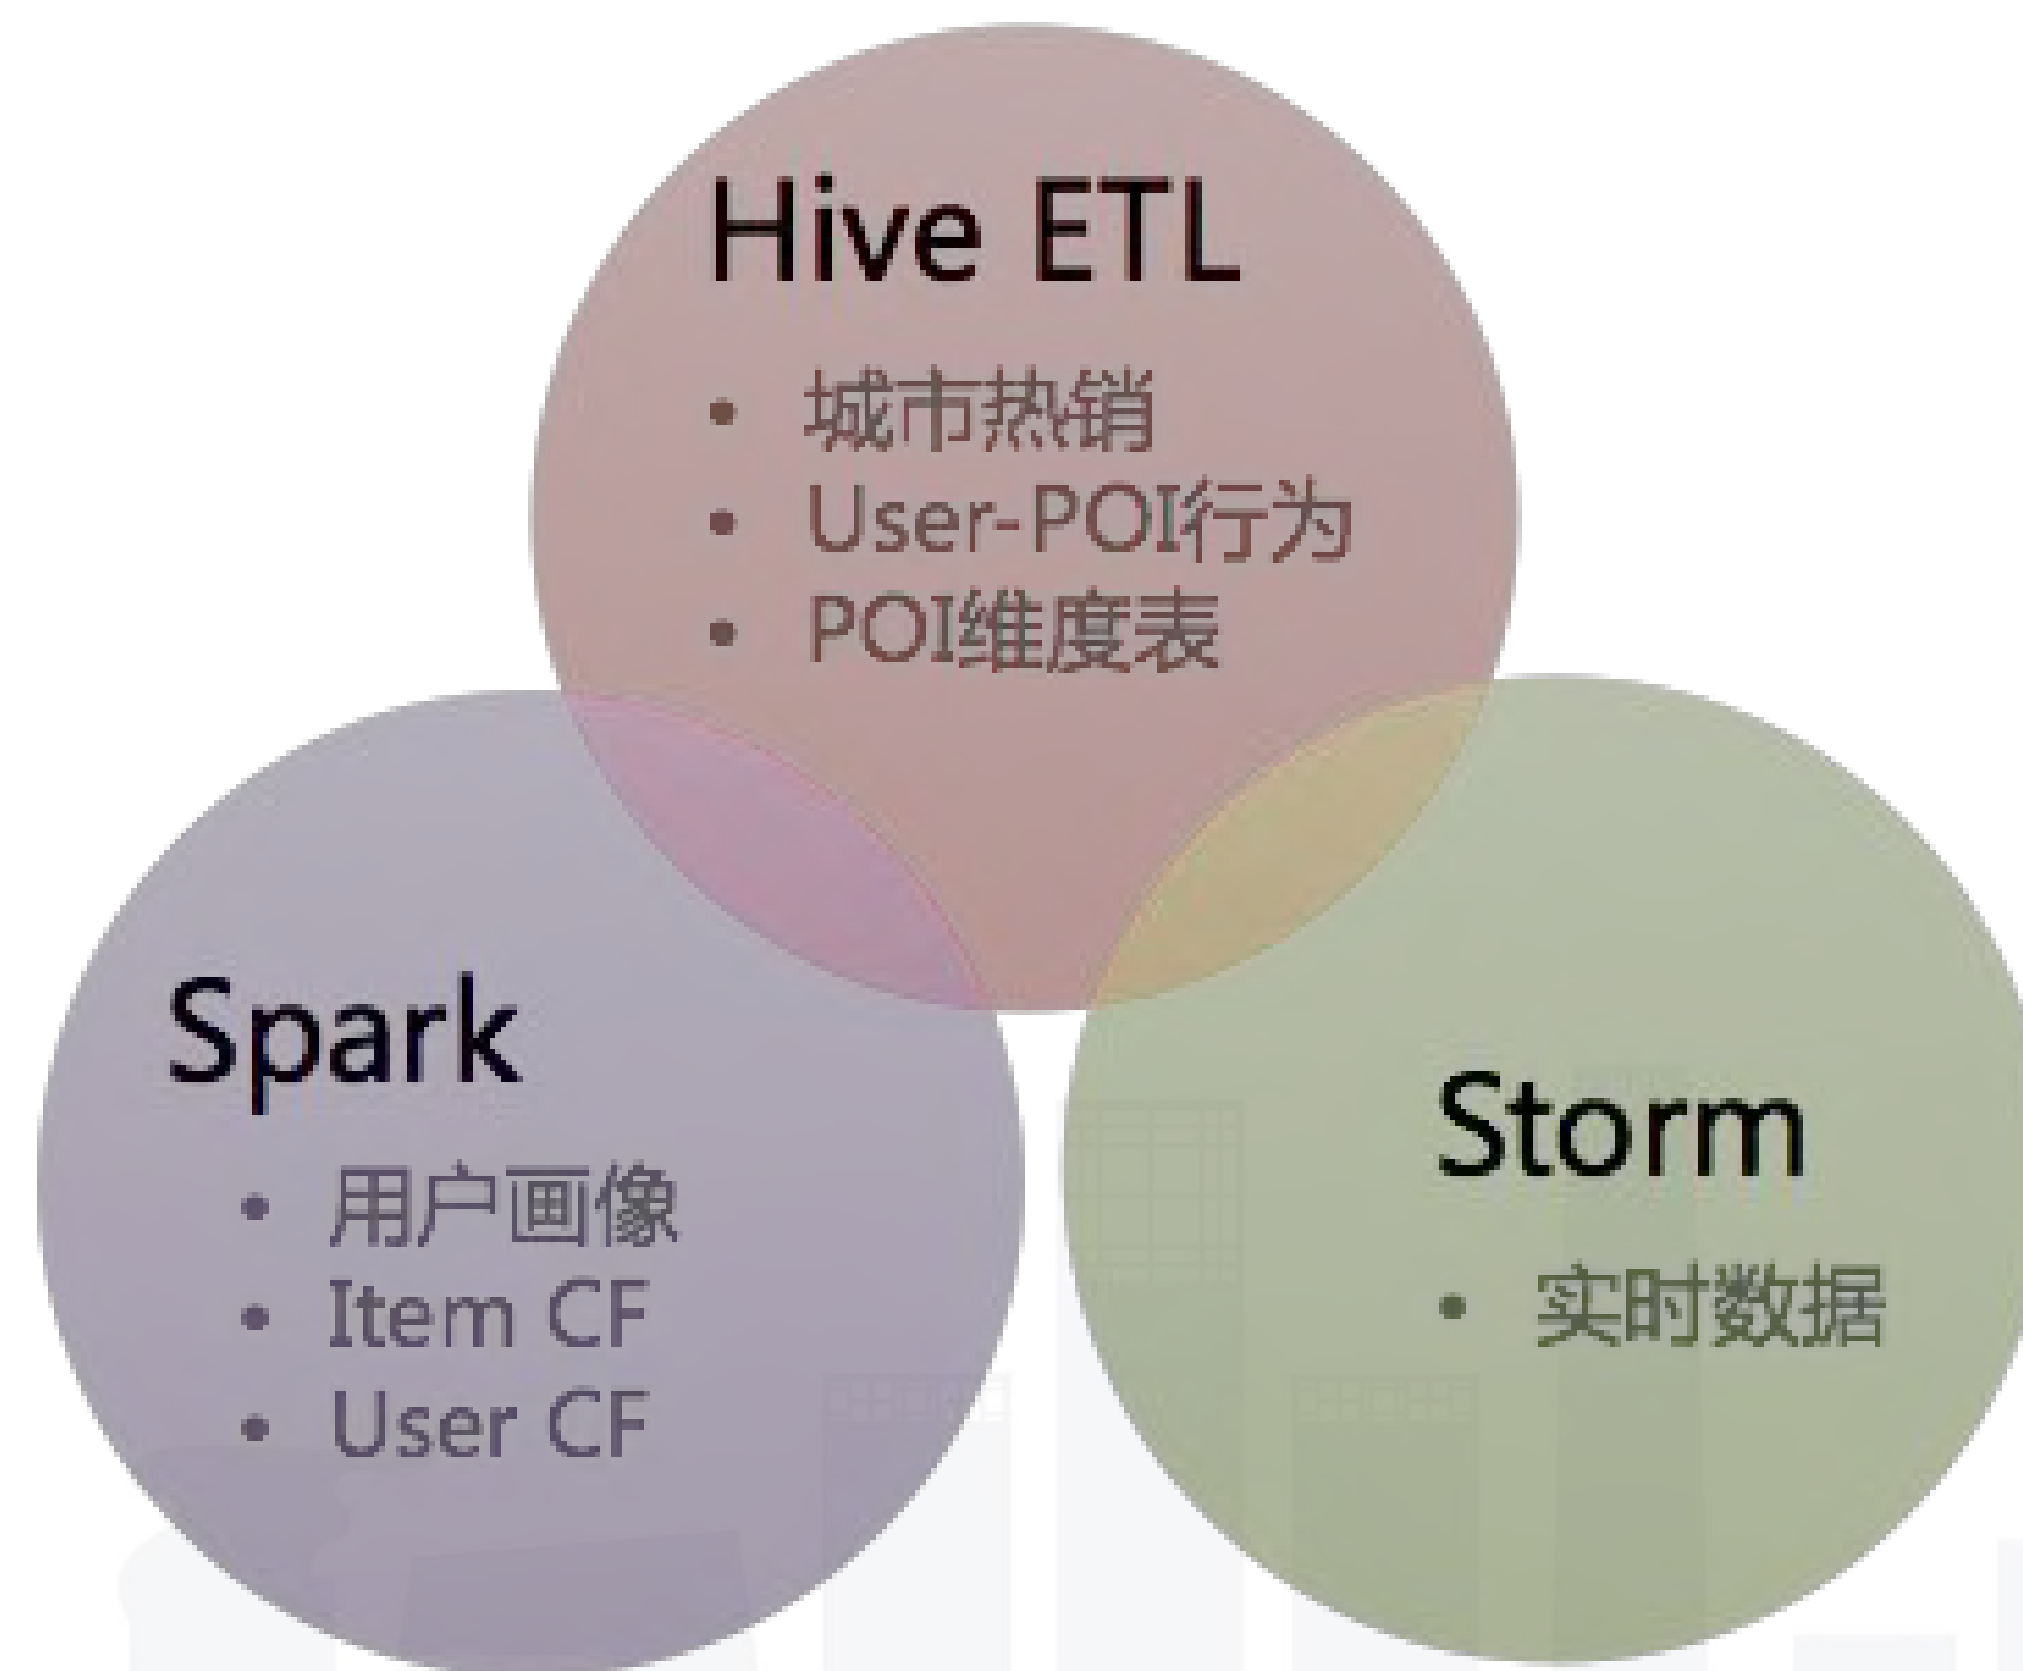 Hive ETL
• 城市热销
• User-POI行为
• POI维度表
Spark
• 用户画像
• Item CF
• User CF
Storm
• 实时数据